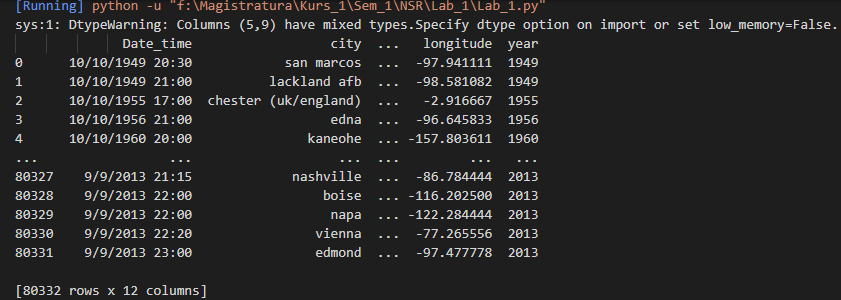 [Running] python -u "f:\Magistratura\Kurs_1\Sem_1\NSR\Lab_1\Lab_1.py"
sys:1: DtypeWarning: Columns (5,9) have mixed types.Specify dtype option on import or set low_memory=False.
Date_time city ... longitude year
0 10/10/1949 20:30 san marcos ... -97.941111 1949
1 10/10/1949 21:00 lackland afb ... -98.581082 1949
2 10/10/1955 17:00 chester (uk/england) ... -2.916667 1955
3 10/10/1956 21:00 edna ... -96.645833 1956
4 10/10/1960 20:00 kaneohe ... -157.803611 1960
... ... ... ... ... ...
80327 9/9/2013 21:15 nashville ... -86.784444 2013
80328 9/9/2013 22:00 boise ... -116.202500 2013
80329 9/9/2013 22:00 napa ... -122.284444 2013
80330 9/9/2013 22:20 vienna ... -77.265556 2013
80331 9/9/2013 23:00 edmond ... -97.477778 2013
[80332 rows x 12 columns]